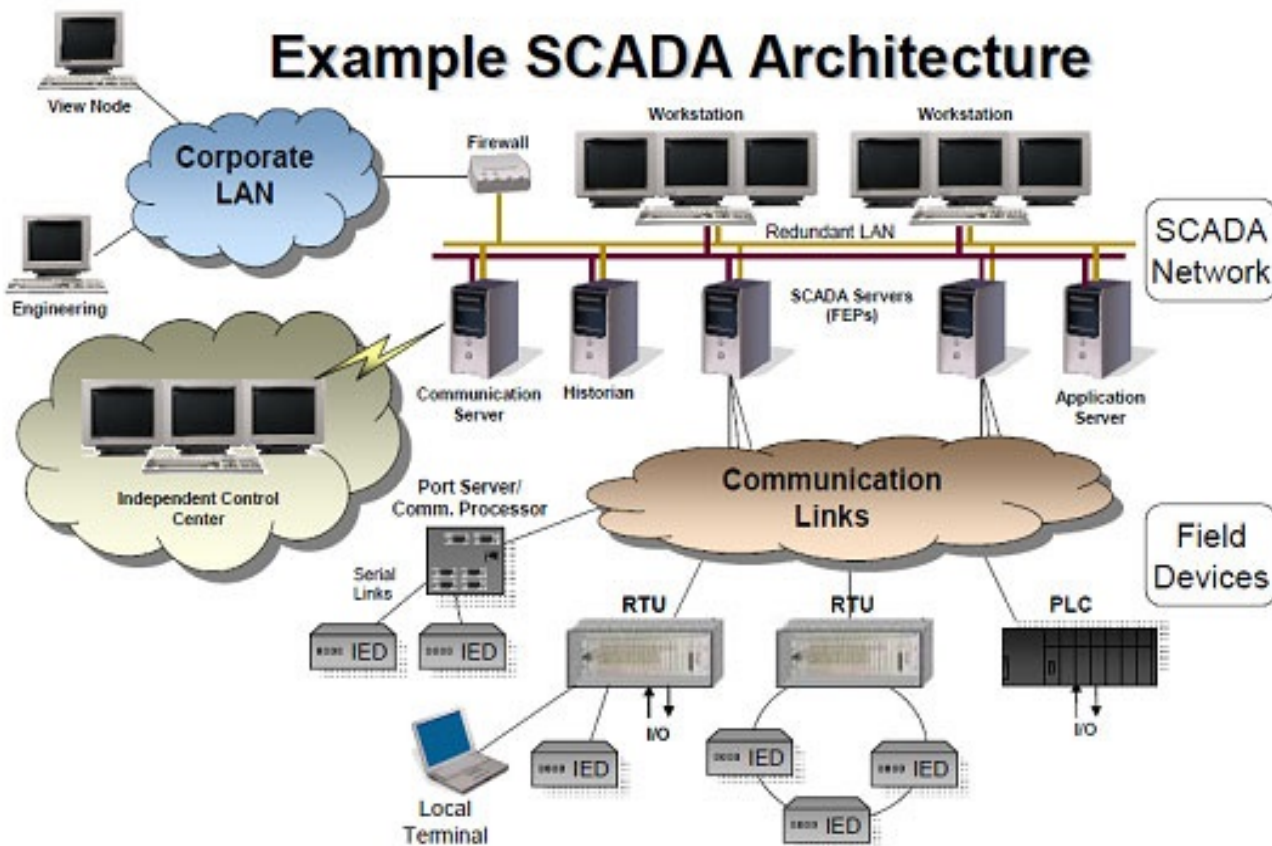 Example SCADA Architecture
View Node
Corporate
LAN
Firewall
Workstation
Workstation
Redundant LAN
SCADA
Network
Engineering
SCADA Servers
(FEPs)
Communication
Server
Historian
Application
Server
Independent Control
Center
Port Server/
Comm. Processor
Communication
Links
Field
Devices
Serial
Links
IED
IED
RTU
RTU
PLC
I/O
I/O
IED
IED
IED
IED
Local
Terminal